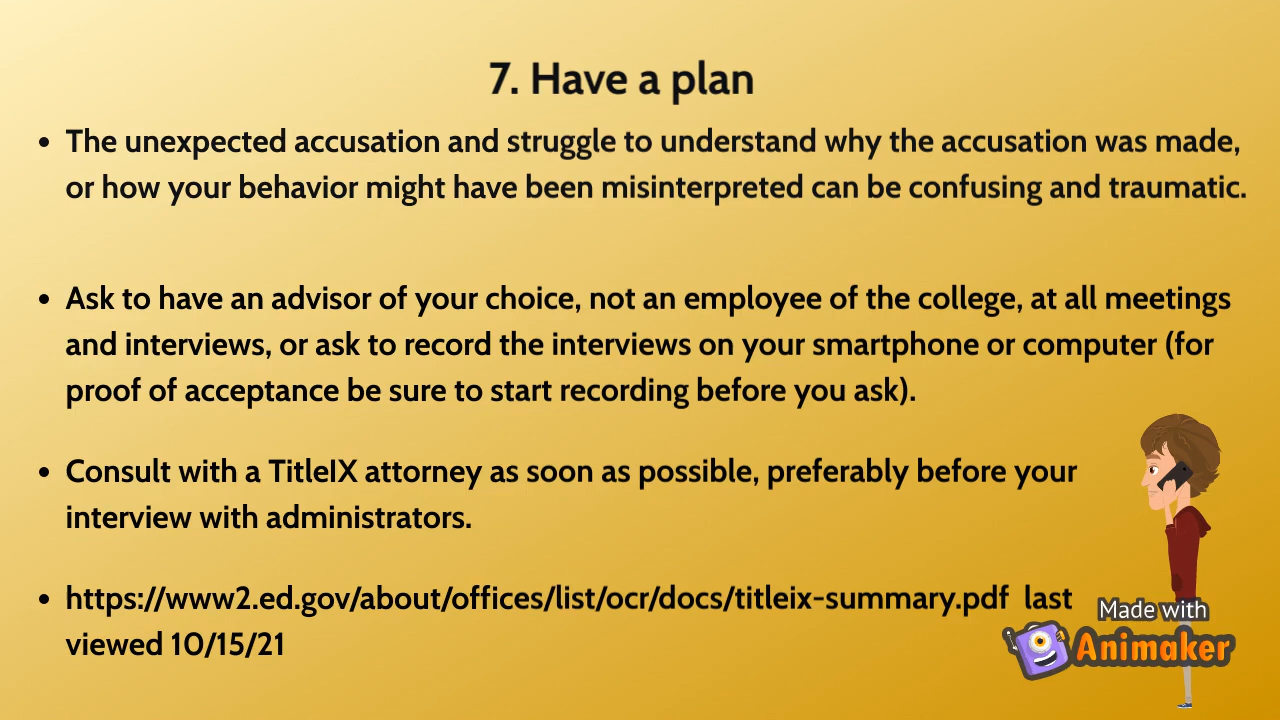 7. Have a plan
• The unexpected accusation and struggle to understand why the accusation was made,
or how your behavior might have been misinterpreted can be confusing and traumatic.
• Ask to have an advisor of your choice, not an employee of the college, at all meetings
and interviews, or ask to record the interviews on your smartphone or computer (for
proof of acceptance be sure to start recording before you ask).
• Consult with a TitleIX attorney as soon as possible, preferably before your
interview with administrators.
• https://www2.ed.gov/about/offices/list/ocr/docs/titleix-summary.pdf last
viewed 10/15/21
Made with
Animaker